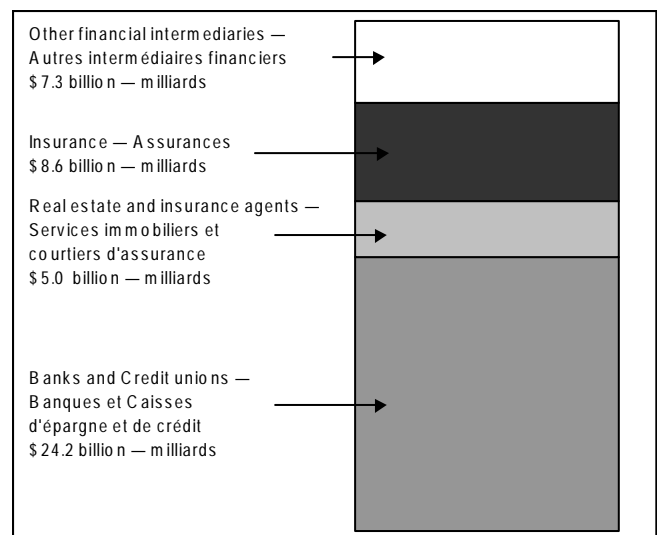 Other financial intermediaries —
Autres intermédiaires financiers
$7.3 billion — milliards
Insurance — Assurances
$8.6 billion — milliards
Real estate and insurance agents —
Services immobiliers et
courtiers d'assurance
$5.0 billion — milliards
Banks and Credit unions —
Banques et Caisses
d'épargne et de crédit
$24.2 billion — milliards